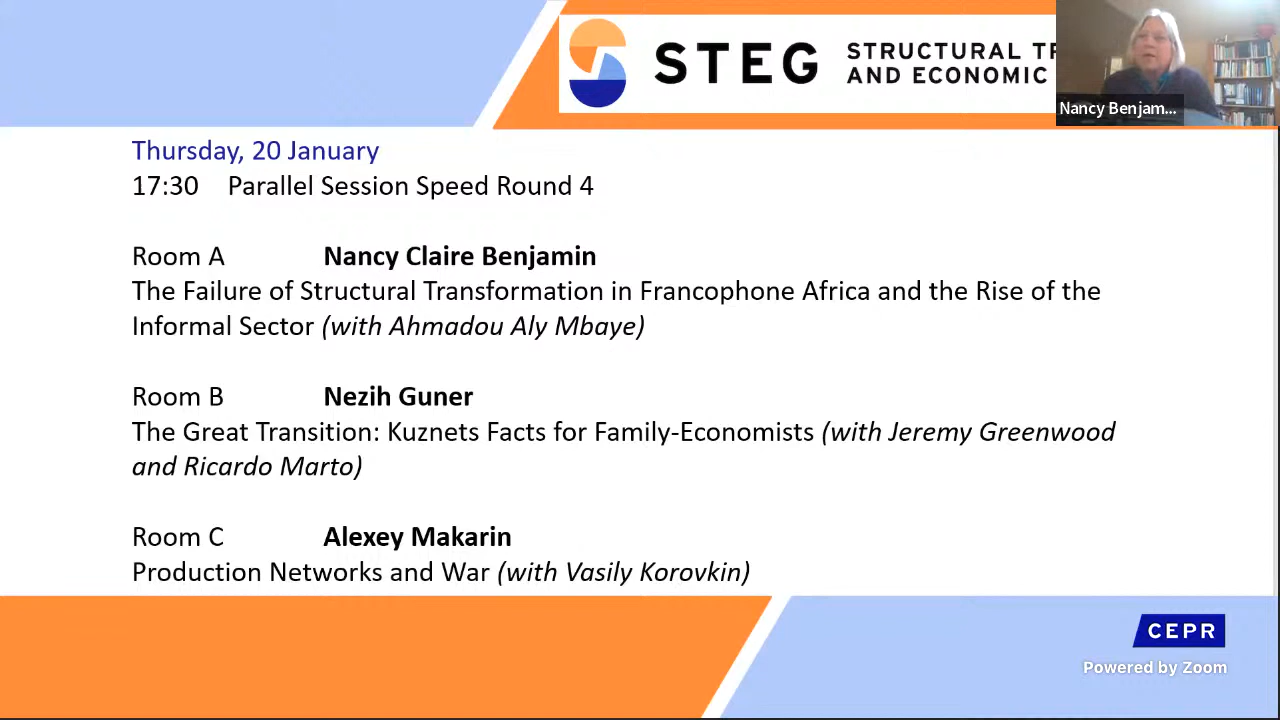 STEG
STRUCTURAL TR
AND ECONOMIC
Nancy Benjam...
Thursday, 20 January
17:30 Parallel Session Speed Round 4
Room A Nancy Claire Benjamin
The Failure of Structural Transformation in Francophone Africa and the Rise of the
Informal Sector (with Ahmadou Aly Mbaye)
Room B Nezih Guner
The Great Transition: Kuznets Facts for Family-Economists (with Jeremy Greenwood
and Ricardo Marto)
Room C Alexey Makarin
Production Networks and War (with Vasily Korovkin)
CEPR
Powered by Zoom